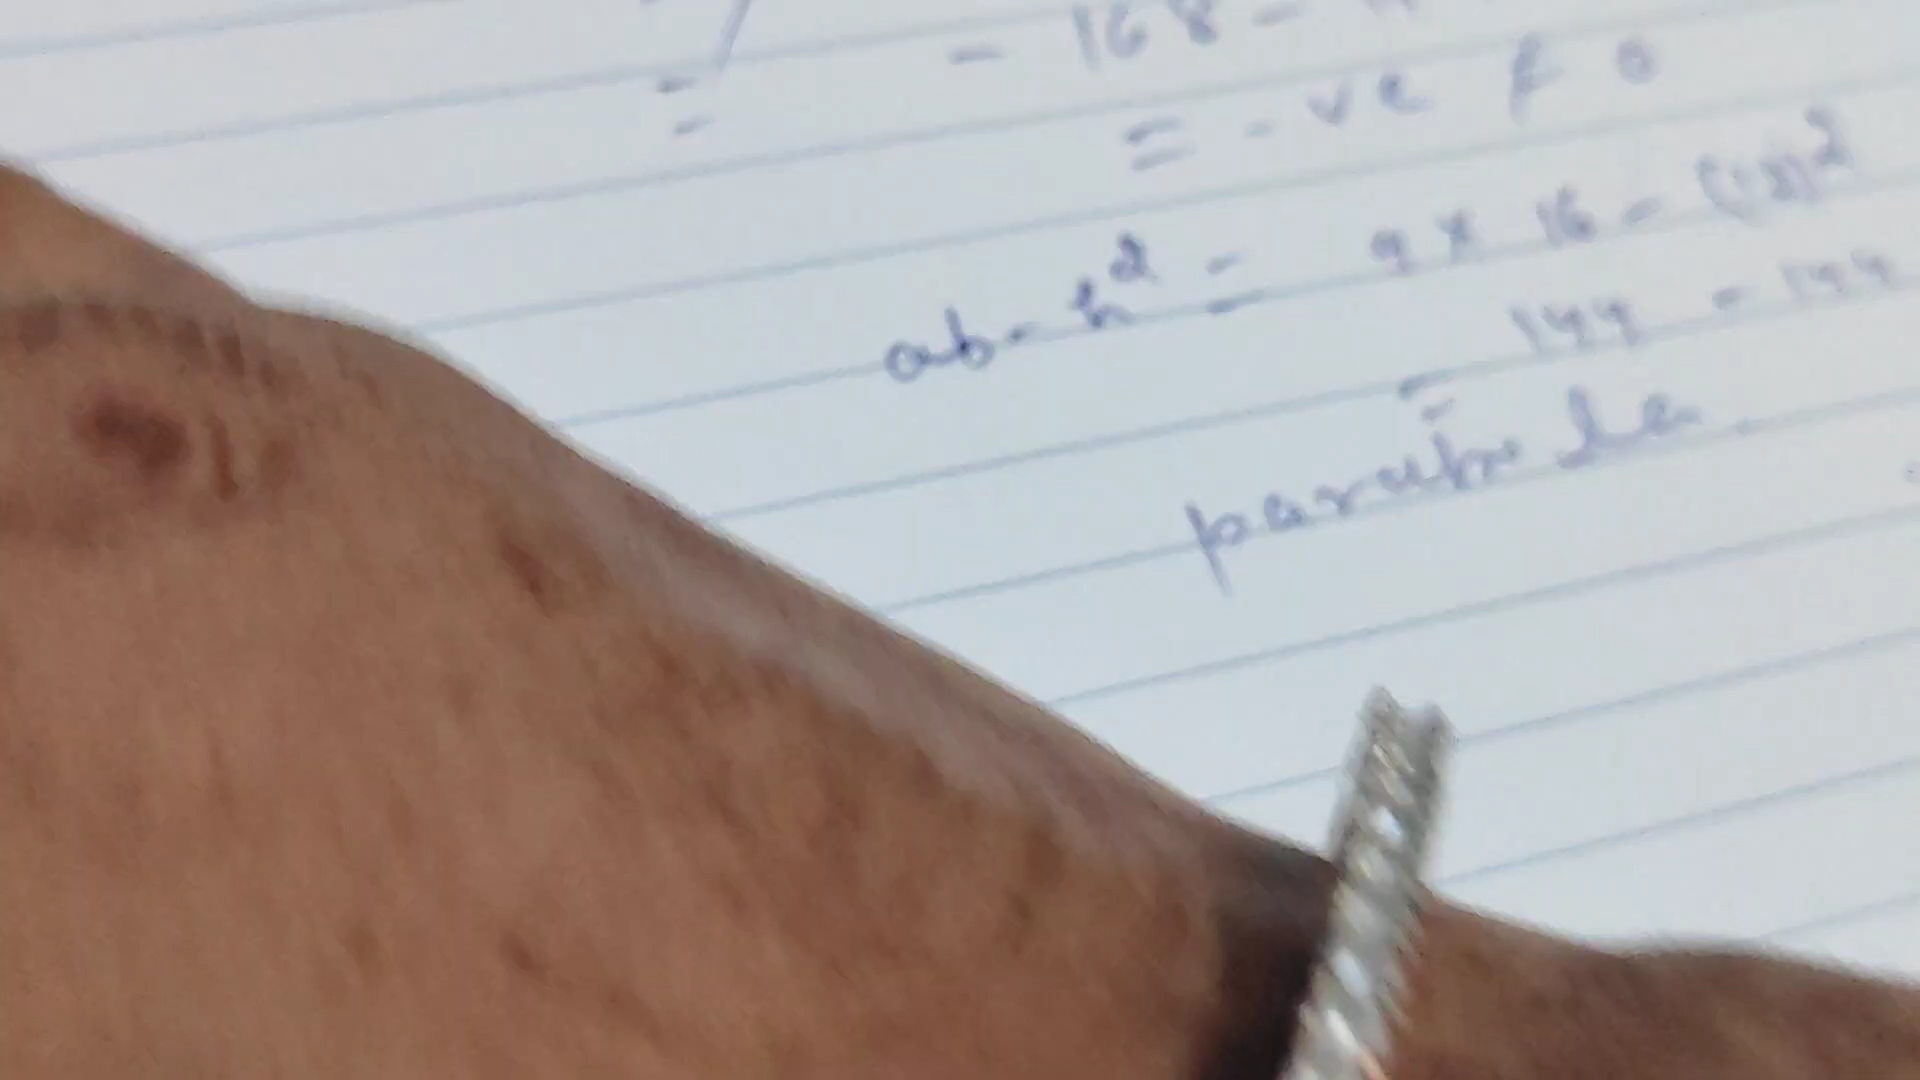 - 168 -
= - ve ≠ 0
ab - h² = 9 x 16 - (12)²
= 144 - 144
parabola